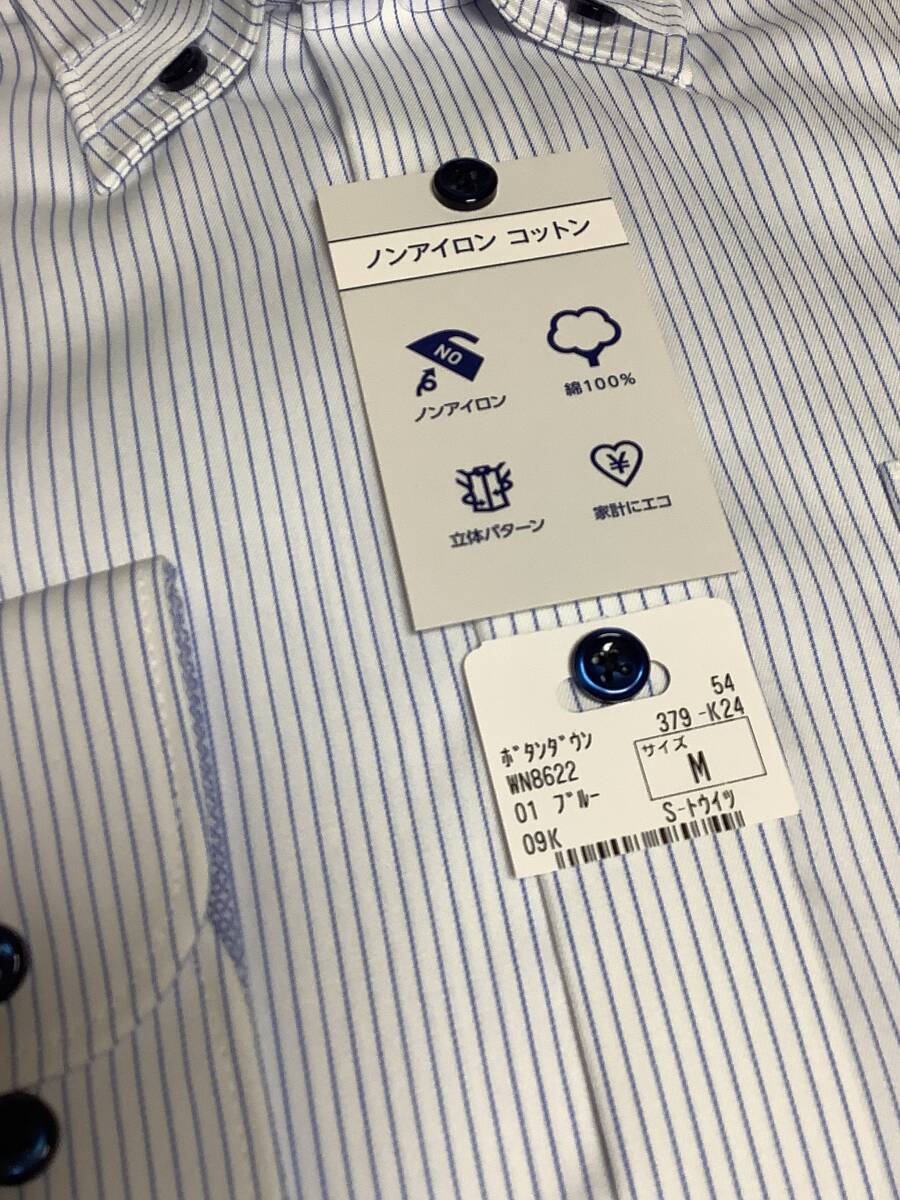 ノンアイロン コットン
NO
ノンアイロン
綿100%
¥
立体パターン
家計にエコ
54
379-K24
ボタンダウン
サイズ
WN8622
M
01 ブルー
S-トウイツ
09K